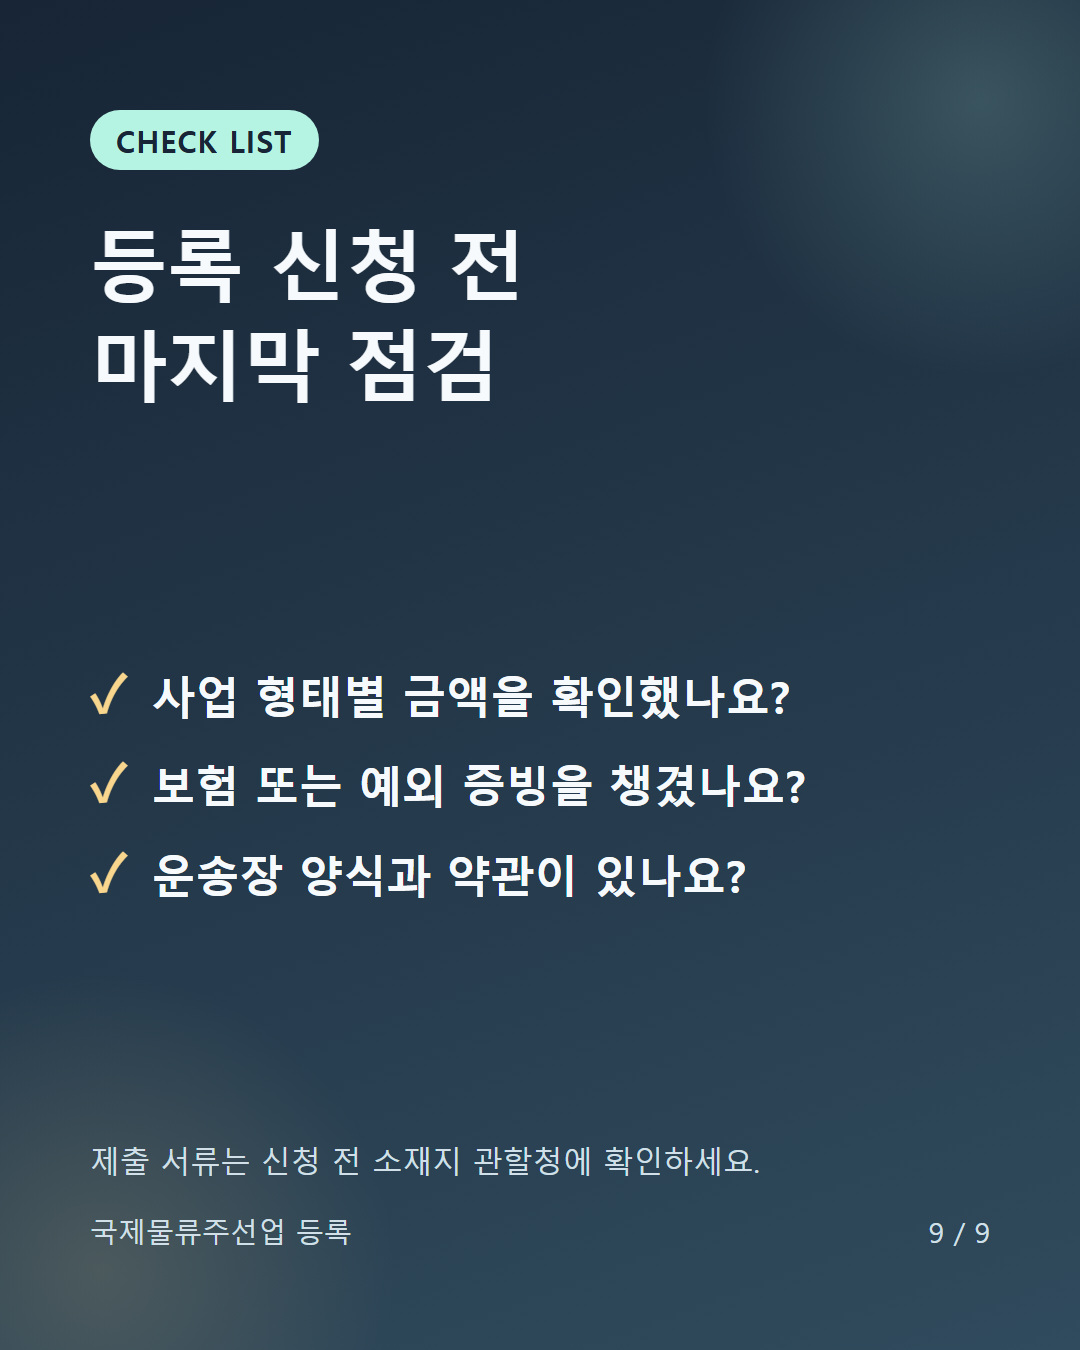 CHECK LIST
등록 신청 전
마지막 점검
✓ 사업 형태별 금액을 확인했나요?
✓ 보험 또는 예외 증빙을 챙겼나요?
✓ 운송장 양식과 약관이 있나요?
제출 서류는 신청 전 소재지 관할청에 확인하세요.
국제물류주선업 등록
9 / 9